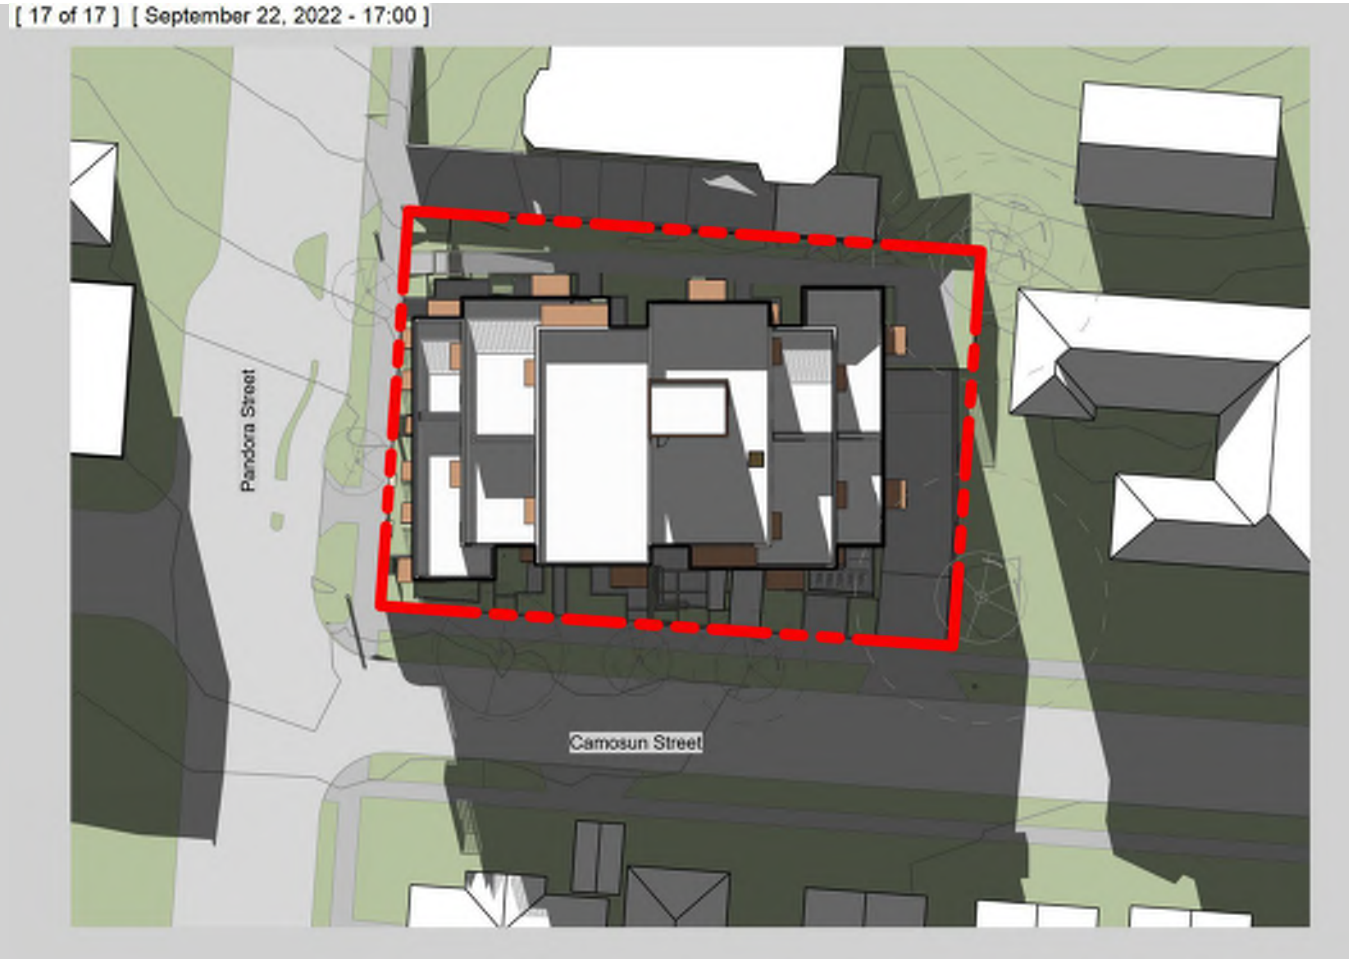 [ 17 of 17 ] [ September 22, 2022 - 17:00 ]
Pandora Street
Camosun Street